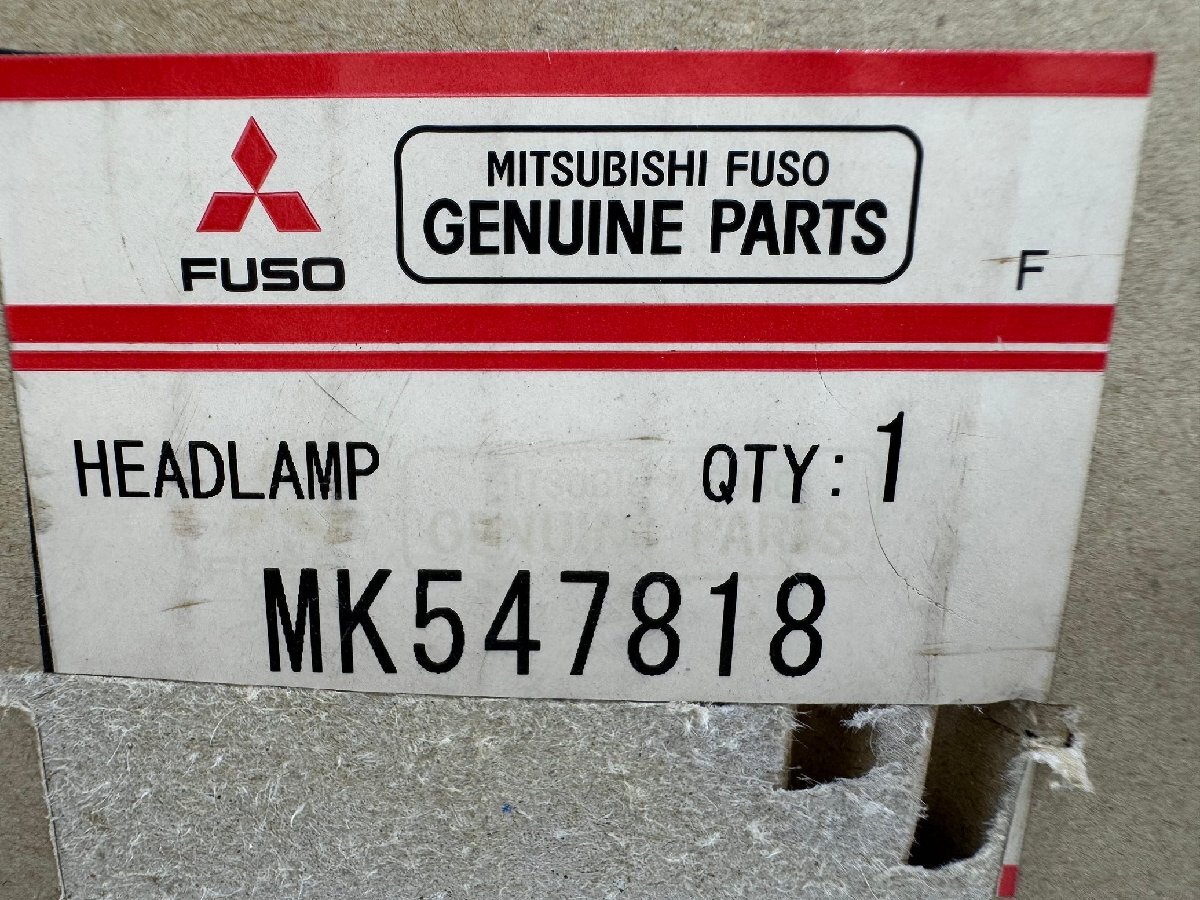 MITSUBISHI FUSO
GENUINE PARTS
FUSO
F
HEADLAMP QTY: 1
MK547818